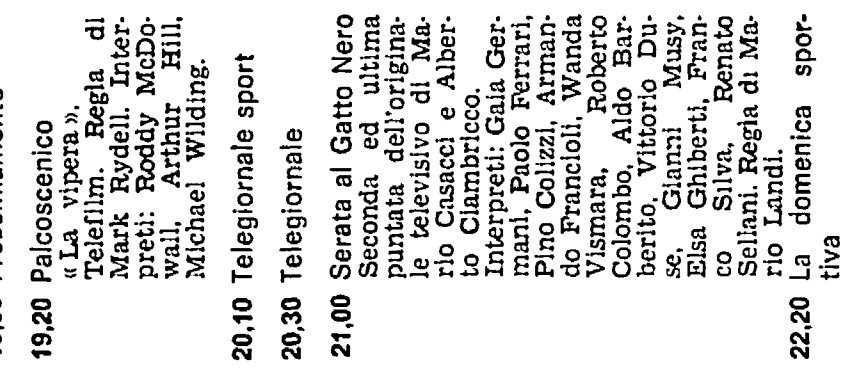 19,20 Palcoscenico
« La vipera ».
Telefilm. Regia di
Mark Rydell. Inter-
preti: Roddy McDo-
wall, Arthur Hill,
Michael Wilding.
20,10 Telegiornale sport
20,30 Telegiornale
21,00 Serata al Gatto Nero
Seconda ed ultima
puntata dell'origina-
le televisivo di Ma-
rio Casacci e Alber-
to Ciambricco.
Interpreti: Gaia Ger-
mani, Paolo Ferrari,
Pino Colizzi, Arman-
do Francioli, Wanda
Vismara, Roberto
Colombo, Aldo Bar-
berito, Vittorio Du-
se, Gianni Musy,
Elsa Ghiberti, Fran-
co Silva, Renato
Sellani. Regia di Ma-
rio Landi.
22,20 La domenica spor-
tiva